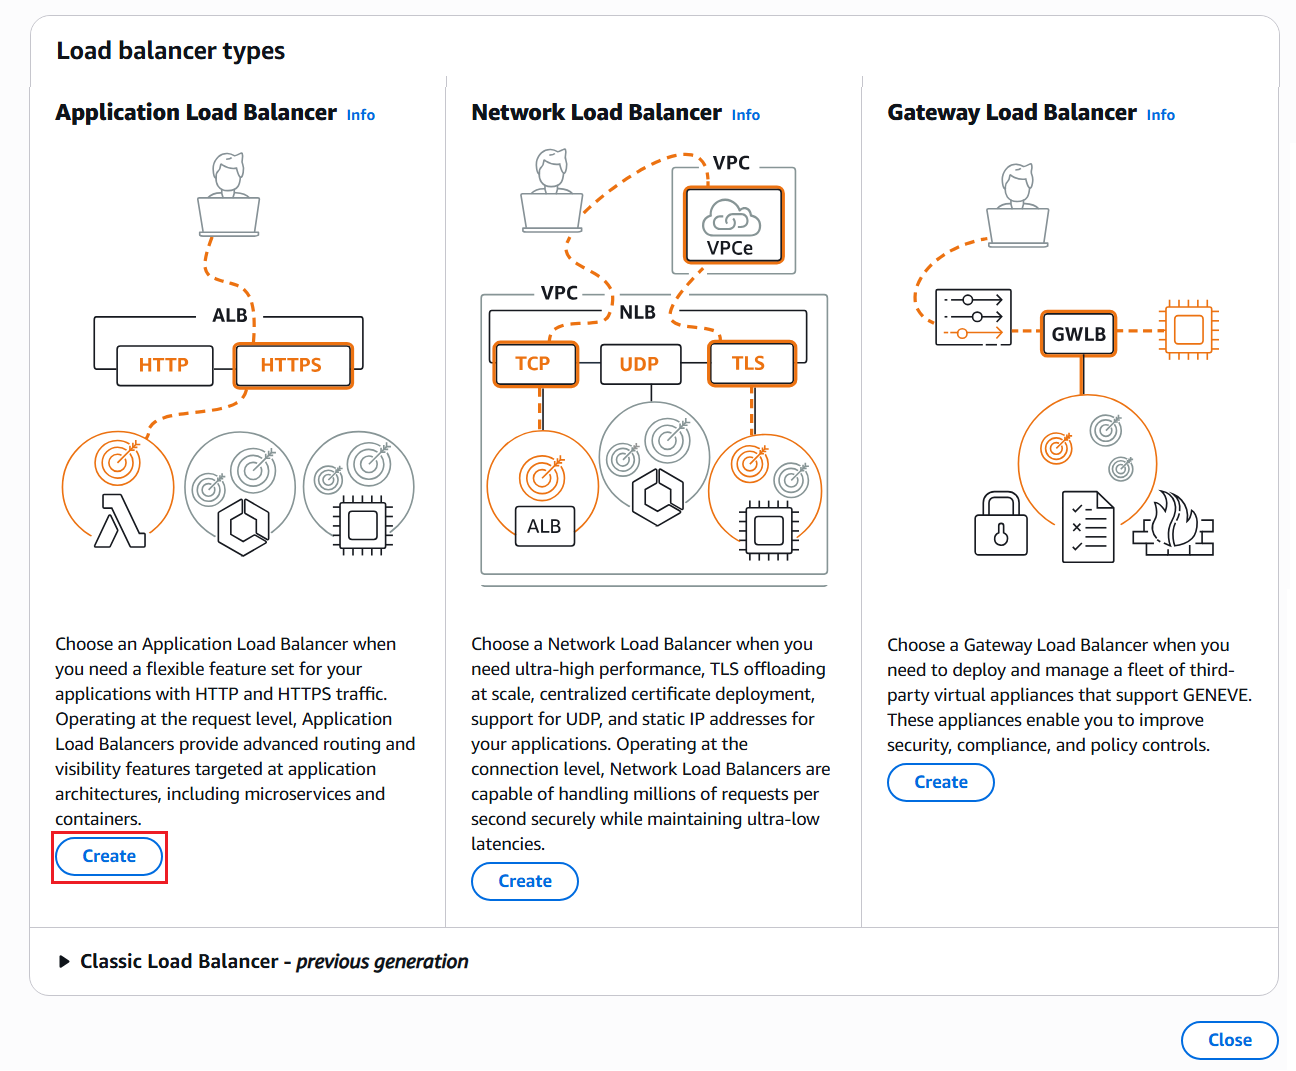 Load balancer types
Application Load Balancer Info
ALB
HTTP
HTTPS
Choose an Application Load Balancer when
you need a flexible feature set for your
applications with HTTP and HTTPS traffic.
Operating at the request level, Application
Load Balancers provide advanced routing and
visibility features targeted at application
architectures, including microservices and
containers.
Create
Network Load Balancer Info
VPC
VPCe
VPC
NLB
TCP
UDP
TLS
ALB
Choose a Network Load Balancer when you
need ultra-high performance, TLS offloading
at scale, centralized certificate deployment,
support for UDP, and static IP addresses for
your applications. Operating at the
connection level, Network Load Balancers are
capable of handling millions of requests per
second securely while maintaining ultra-low
latencies.
Create
Gateway Load Balancer Info
GWLB
Choose a Gateway Load Balancer when you
need to deploy and manage a fleet of third-
party virtual appliances that support GENEVE.
These appliances enable you to improve
security, compliance, and policy controls.
Create
Classic Load Balancer - previous generation
Close